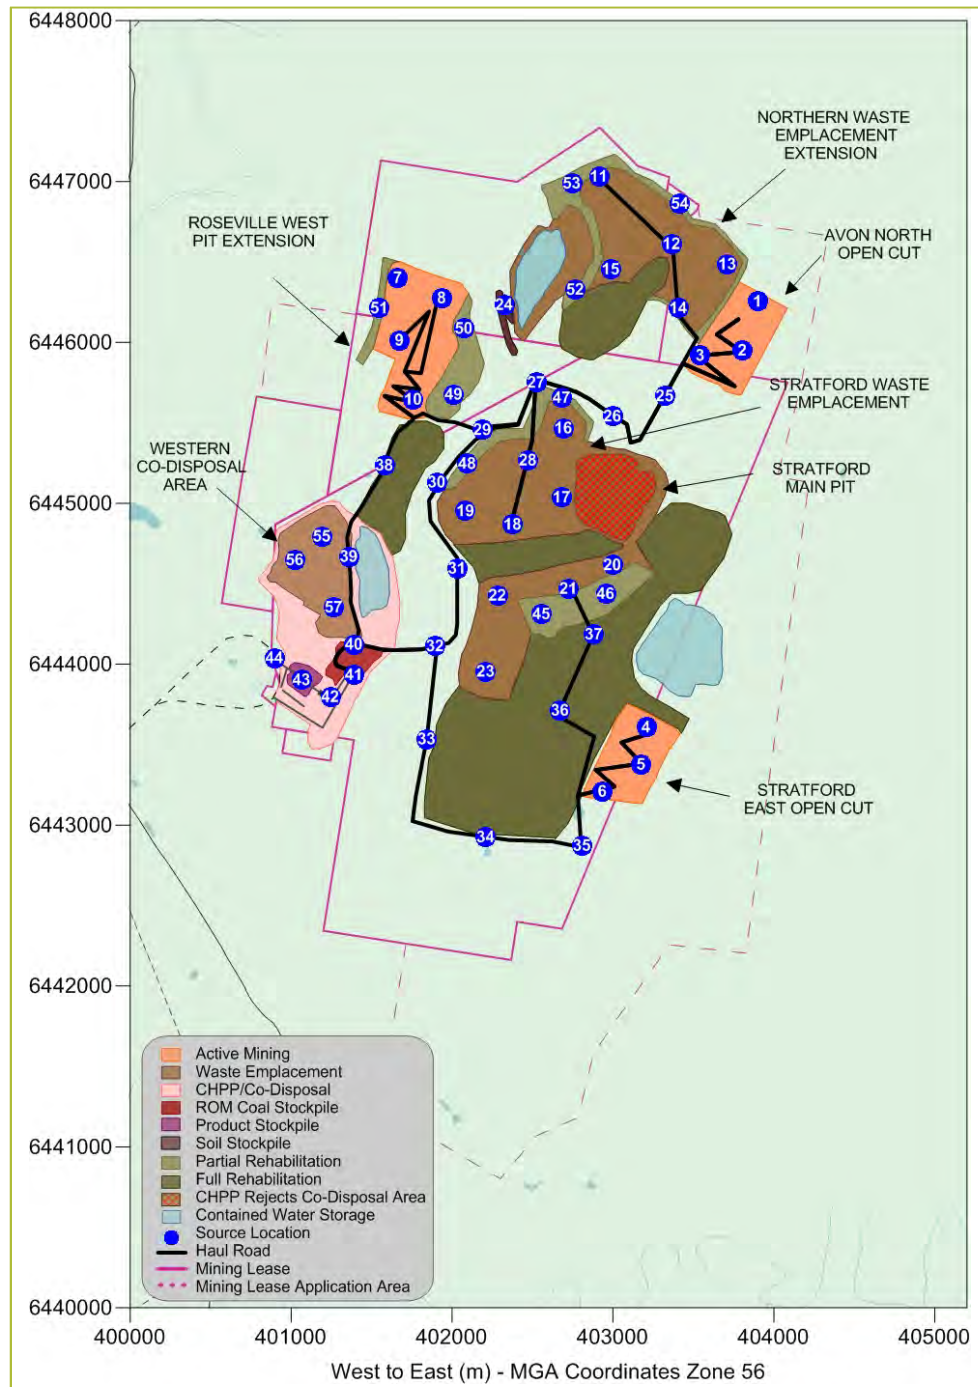 6448000
NORTHERN WASTE
EMPLACEMENT
EXTENSION
6447000
53
11
54
ROSEVILLE WEST
PIT EXTENSION
AVON NORTH
OPEN CUT
12
13
15
7
8
51
52
24
14
1
50
6446000
9
3
2
STRATFORD WASTE
EMPLACEMENT
27
25
49
10
47
26
29
16
WESTERN
CO-DISPOSAL
AREA
38
48
28
STRATFORD
MAIN PIT
30
6445000
19
17
18
55
56
39
31
20
57
22
21
46
45
37
44
40
32
6444000
43
41
42
23
36
4
33
5
6
STRATFORD
EAST OPEN CUT
6443000
34
35
6442000
Active Mining
Waste Emplacement
CHPP/Co-Disposal
ROM Coal Stockpile
Product Stockpile
Soil Stockpile
Partial Rehabilitation
Full Rehabilitation
CHPP Rejects Co-Disposal Area
Contained Water Storage
Source Location
Haul Road
Mining Lease
Mining Lease Application Area
6441000
6440000
400000 401000 402000 403000 404000 405000
West to East (m) - MGA Coordinates Zone 56